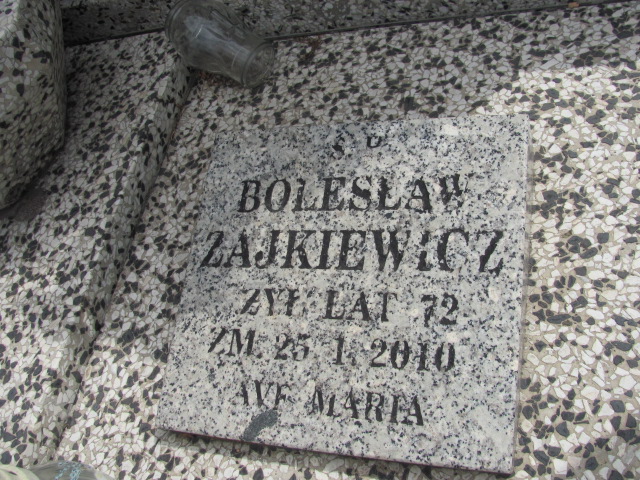 Ś P
BOLESŁAW
ZAJKIEWICZ
ŻYŁ LAT 72
ZM. 25.1.2010
AVE MARIA